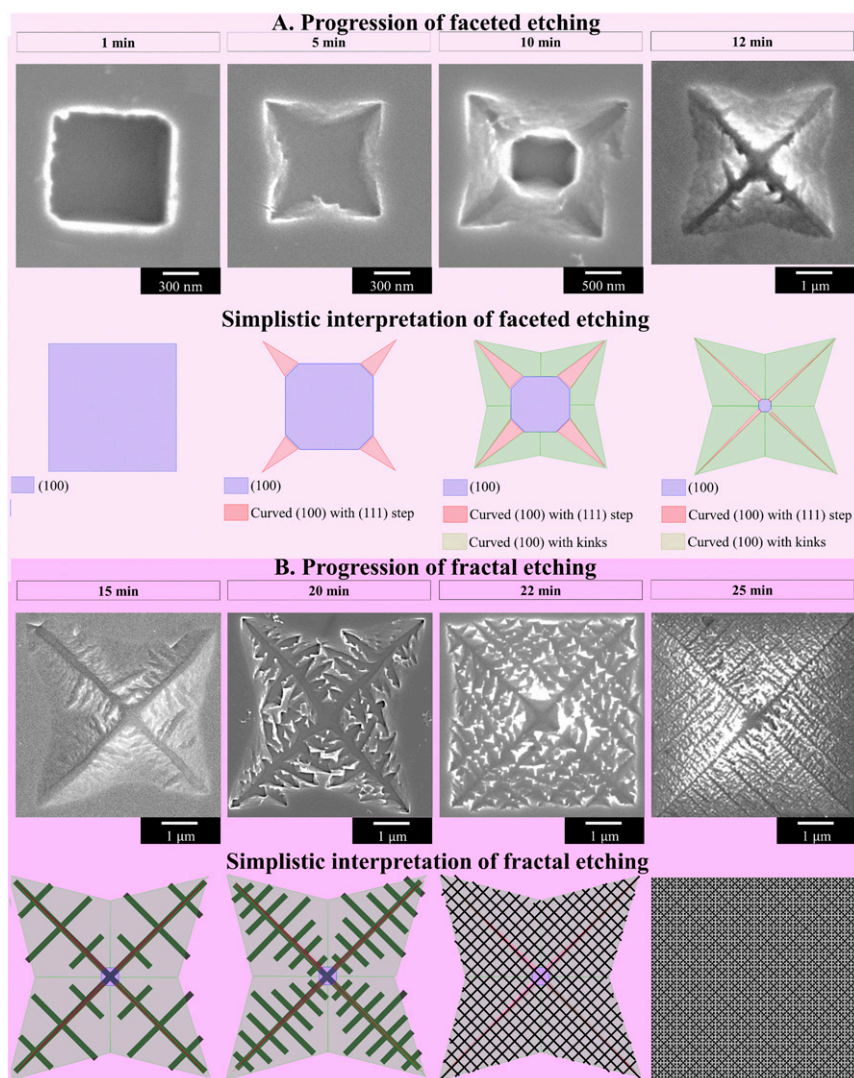 A. Progression of faceted etching
1 min
5 min
10 min
12 min
300 nm
300 nm
500 nm
1 μm
Simplistic interpretation of faceted etching
(100)
(100)
Curved (100) with (111) step
(100)
Curved (100) with (111) step
Curved (100) with kinks
(100)
Curved (100) with (111) step
Curved (100) with kinks
B. Progression of fractal etching
15 min
20 min
22 min
25 min
1 μm
1 μm
1 μm
1 μm
Simplistic interpretation of fractal etching